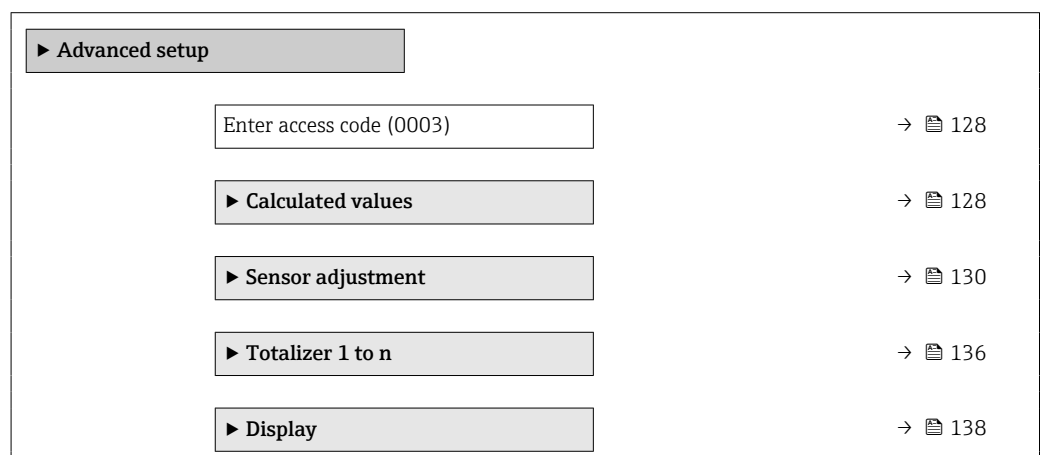 ▶ Advanced setup
Enter access code (0003) → 128
▶ Calculated values → 128
▶ Sensor adjustment → 130
▶ Totalizer 1 to n → 136
▶ Display → 138